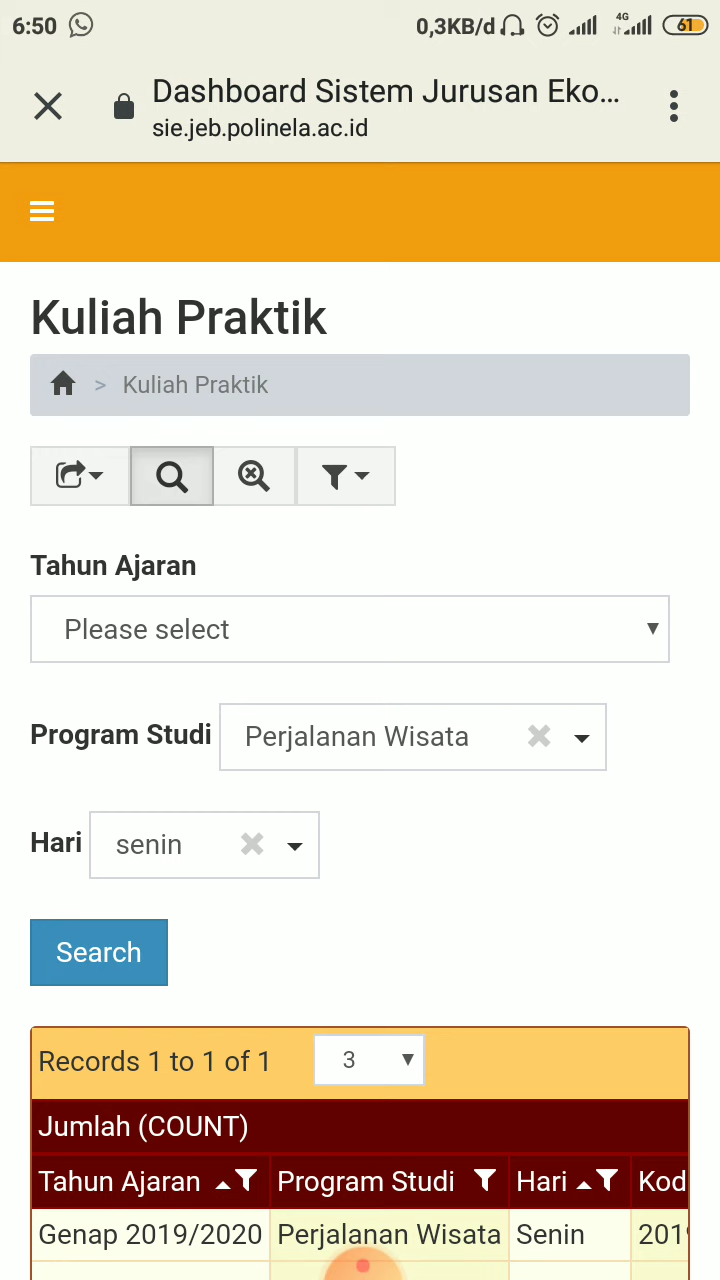 6:50 0,3KB/d 4G 61
Dashboard Sistem Jurusan Eko...
sie.jeb.polinela.ac.id
Kuliah Praktik
> Kuliah Praktik
Tahun Ajaran
Please select
Program Studi Perjalanan Wisata
Hari senin
Search
Records 1 to 1 of 1 3
Jumlah (COUNT)
Tahun Ajaran Program Studi Hari Kod
Genap 2019/2020 Perjalanan Wisata Senin 201